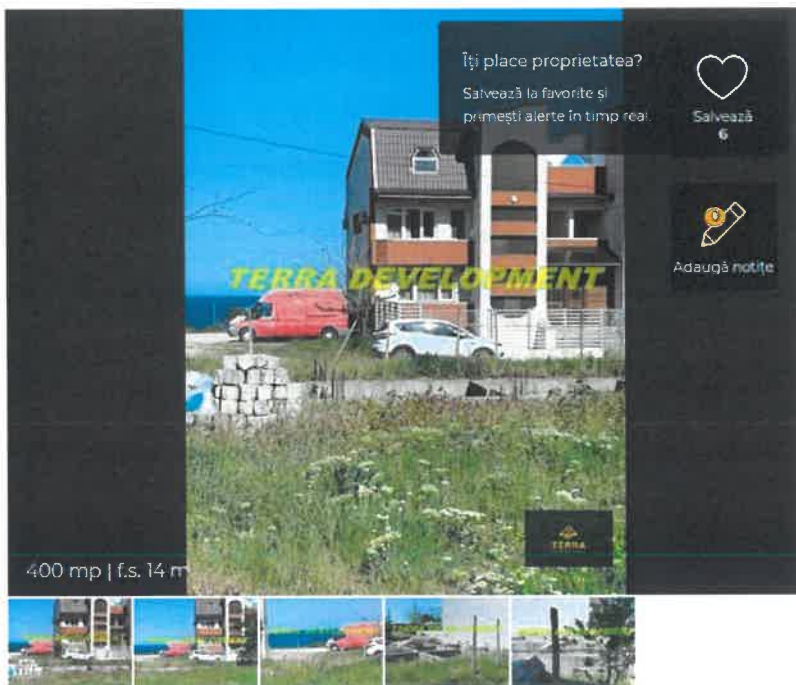 Îți place proprietatea?
Salvează la favorite și
primești alerte în timp real.
Salvează
6
Adaugă notițe
TERRA DEVELOPMENT
TERRA
400 mp | f.s. 14 m